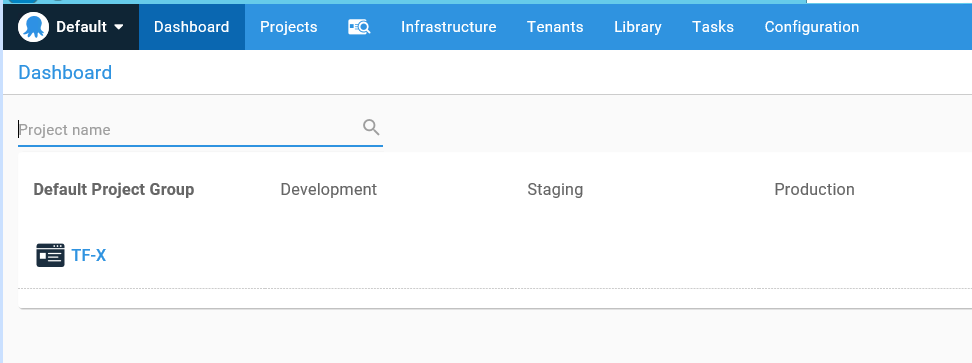 Default Dashboard Projects Infrastructure Tenants Library Tasks Configuration
Dashboard
Project name
Default Project Group Development Staging Production
TF-X